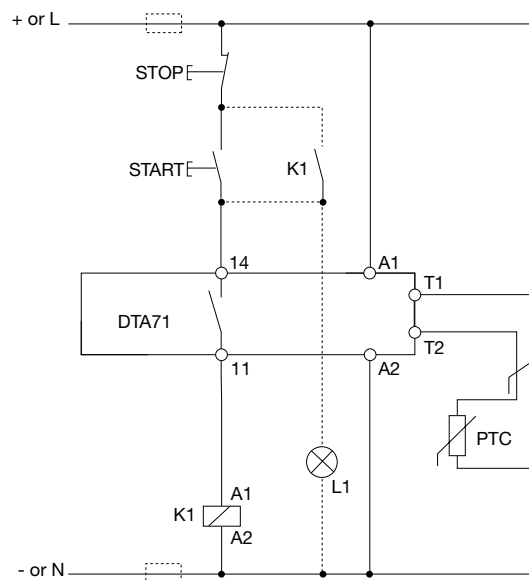 + or L
STOP
START
K1
14
A1
T1
DTA71
T2
11
A2
PTC
L1
A1
K1
A2
- or N